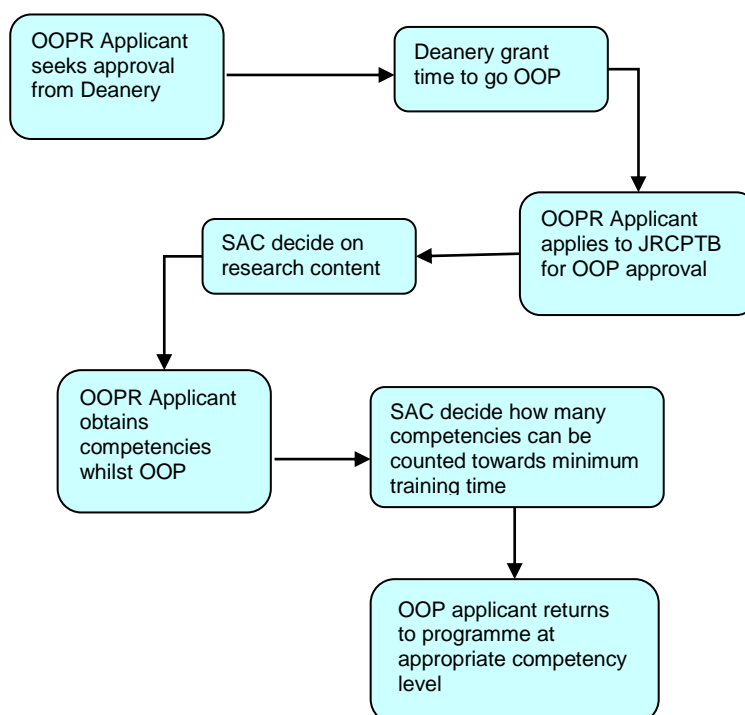 OOPR Applicant
seeks approval
from Deanery
Deanery grant
time to go OOP
OOPR Applicant
applies to JRCPTB
for OOP approval
SAC decide on
research content
OOPR Applicant
obtains
competencies
whilst OOP
SAC decide how many
competencies can be
counted towards minimum
training time
OOP applicant returns
to programme at
appropriate competency
level